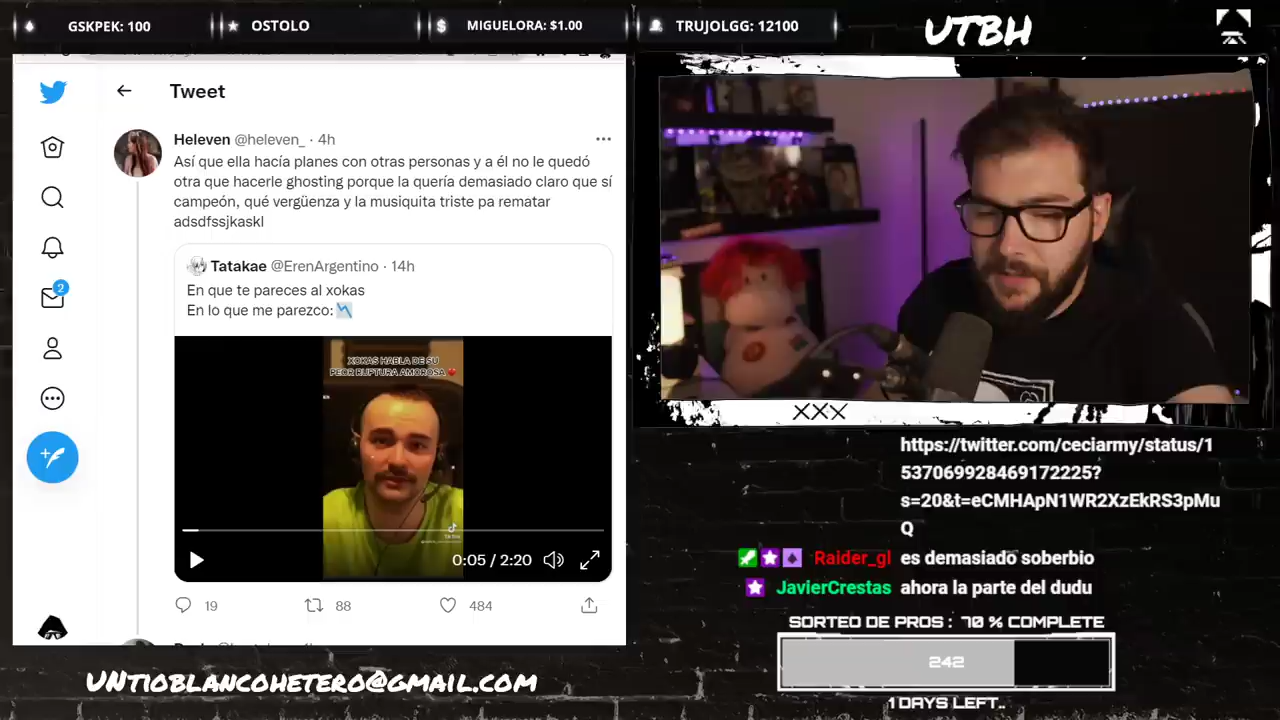 GSKPEK: 100
OSTOLO
MIGUELORA: $1.00
TRUJOLGG: 12100
UTBH
Tweet
Heleven @heleven_ · 4h
Así que ella hacía planes con otras personas y a él no le quedó
otra que hacerle ghosting porque la quería demasiado claro que sí
campeón, qué vergüenza y la musiquita triste pa rematar
adsdfssjkaskl
Tatakae @ErenArgentino · 14h
En que te pareces al xokas
En lo que me parezco:
XOKAS HABLA DE SU
PEOR RUPTURA AMOROSA
0:05 / 2:20
19
88
484
2
XXX
https://twitter.com/ceciarmy/status/1
537069928469172225?
s=20&t=eCMHApN1WR2XzEkRS3pMu
Q
Raider_gl es demasiado soberbio
JavierCrestas ahora la parte del dudu
SORTEO DE PROS : 70 % COMPLETE
242
1 DAYS LEFT..
UNTIOBLANCOHETERO@GMAIL.COM